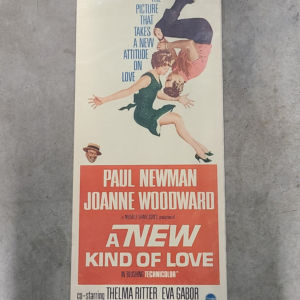 THE
PICTURE
THAT
TAKES A
NEW
ATTITUDE
ON
LOVE
PAUL NEWMAN
JOANNE WOODWARD
A NEW
KIND OF LOVE
IN BLUSHING TECHNICOLOR
co-starring THELMA RITTER EVA GABOR